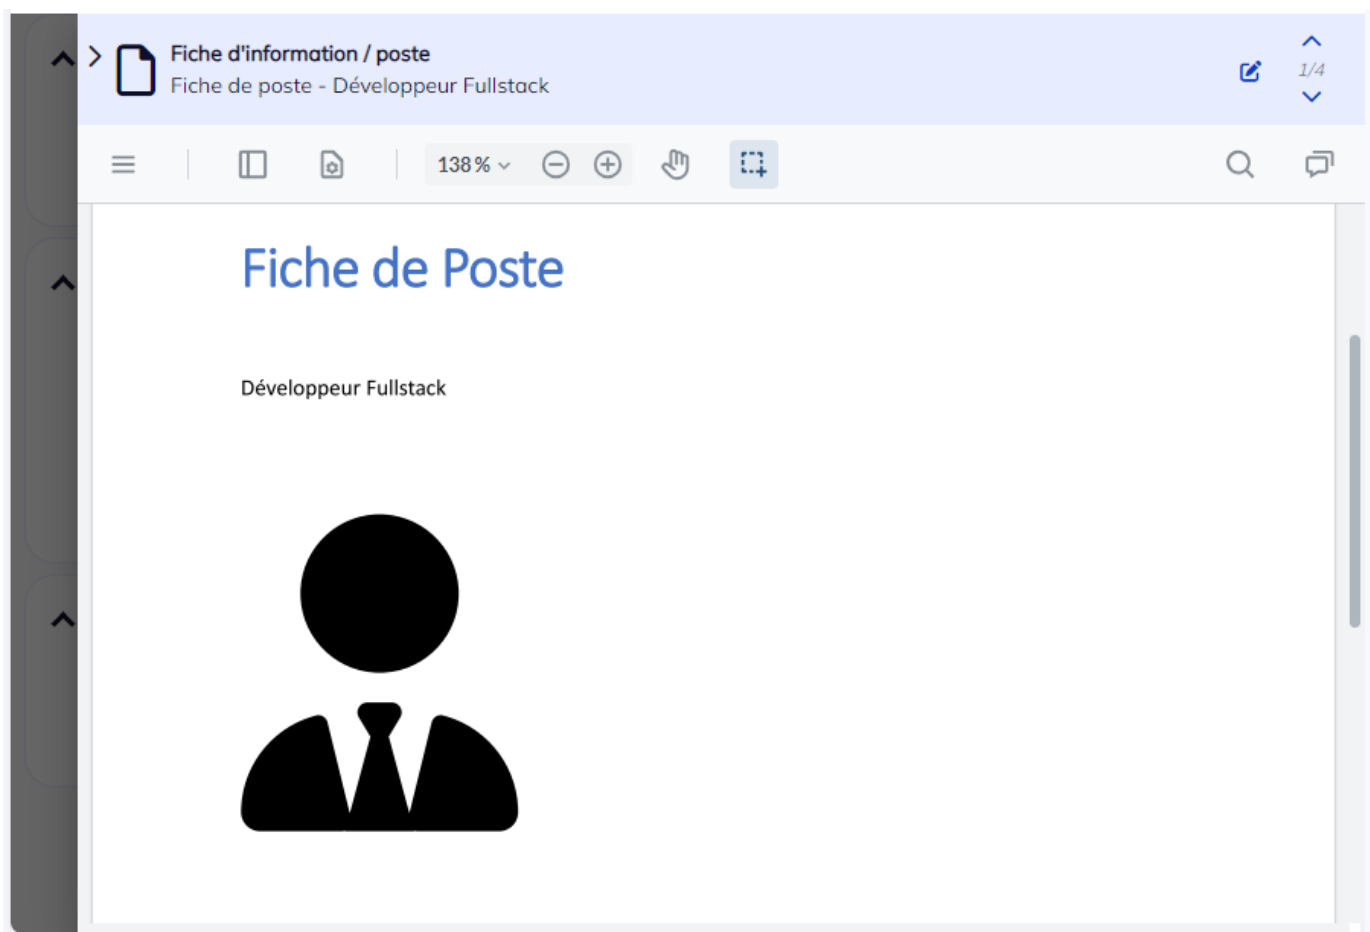 Fiche d'information / poste
Fiche de poste - Développeur Fullstack
1/4
138 %
Fiche de Poste
Développeur Fullstack